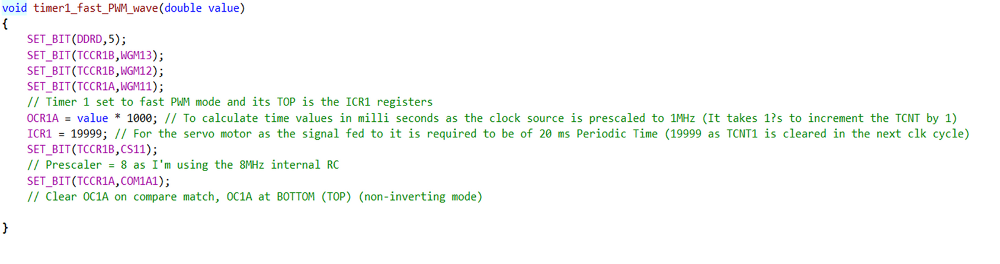 void timer1_fast_PWM_wave(double value)
{
SET_BIT(DDRD,5);
SET_BIT(TCCR1B,WGM13);
SET_BIT(TCCR1B,WGM12);
SET_BIT(TCCR1A,WGM11);
// Timer 1 set to fast PWM mode and its TOP is the ICR1 registers
OCR1A = value * 1000; // To calculate time values in milli seconds as the clock source is prescaled to 1MHz (It takes 1?s to increment the TCNT by 1)
ICR1 = 19999; // For the servo motor as the signal fed to it is required to be of 20 ms Periodic Time (19999 as TCNT1 is cleared in the next clk cycle)
SET_BIT(TCCR1B,CS11);
// Prescaler = 8 as I'm using the 8MHz internal RC
SET_BIT(TCCR1A,COM1A1);
// Clear OC1A on compare match, OC1A at BOTTOM (TOP) (non-inverting mode)
}